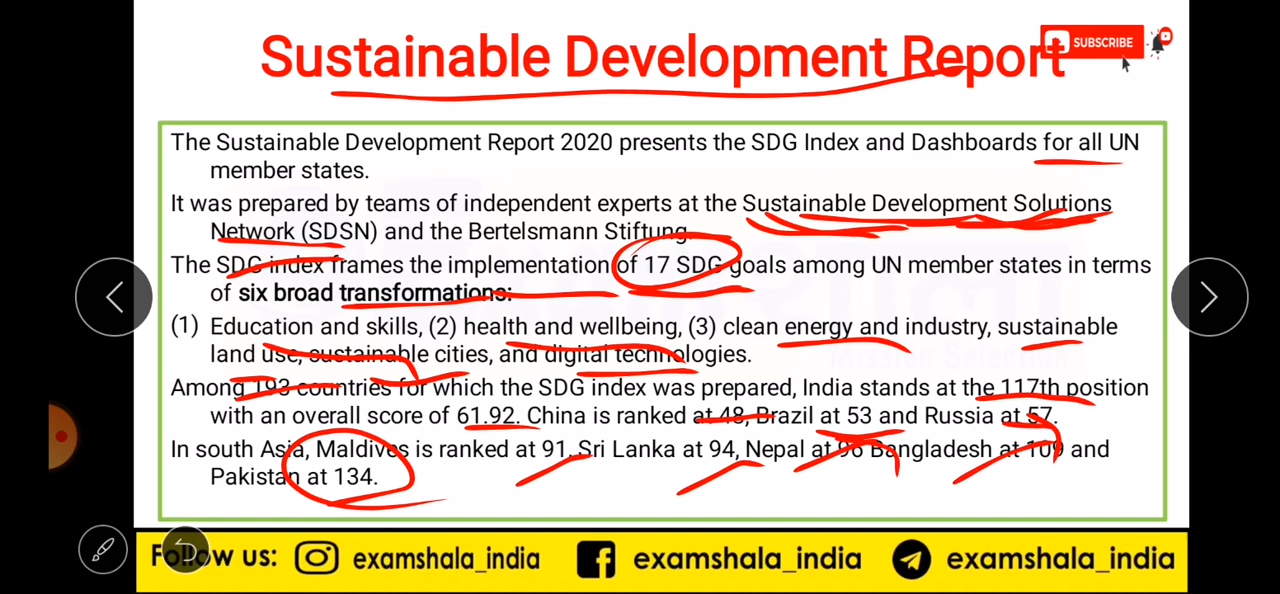 Sustainable Development Report
SUBSCRIBE
The Sustainable Development Report 2020 presents the SDG Index and Dashboards for all UN
member states.
It was prepared by teams of independent experts at the Sustainable Development Solutions
Network (SDSN) and the Bertelsmann Stiftung.
The SDG index frames the implementation of 17 SDG goals among UN member states in terms
of six broad transformations:
(1) Education and skills, (2) health and wellbeing, (3) clean energy and industry, sustainable
land use, sustainable cities, and digital technologies.
Among 193 countries for which the SDG index was prepared, India stands at the 117th position
with an overall score of 61.92. China is ranked at 48, Brazil at 53 and Russia at 57.
In south Asia, Maldives is ranked at 91, Sri Lanka at 94, Nepal at 96 Bangladesh at 109 and
Pakistan at 134.
Follow us: examshala_india examshala_india examshala_india